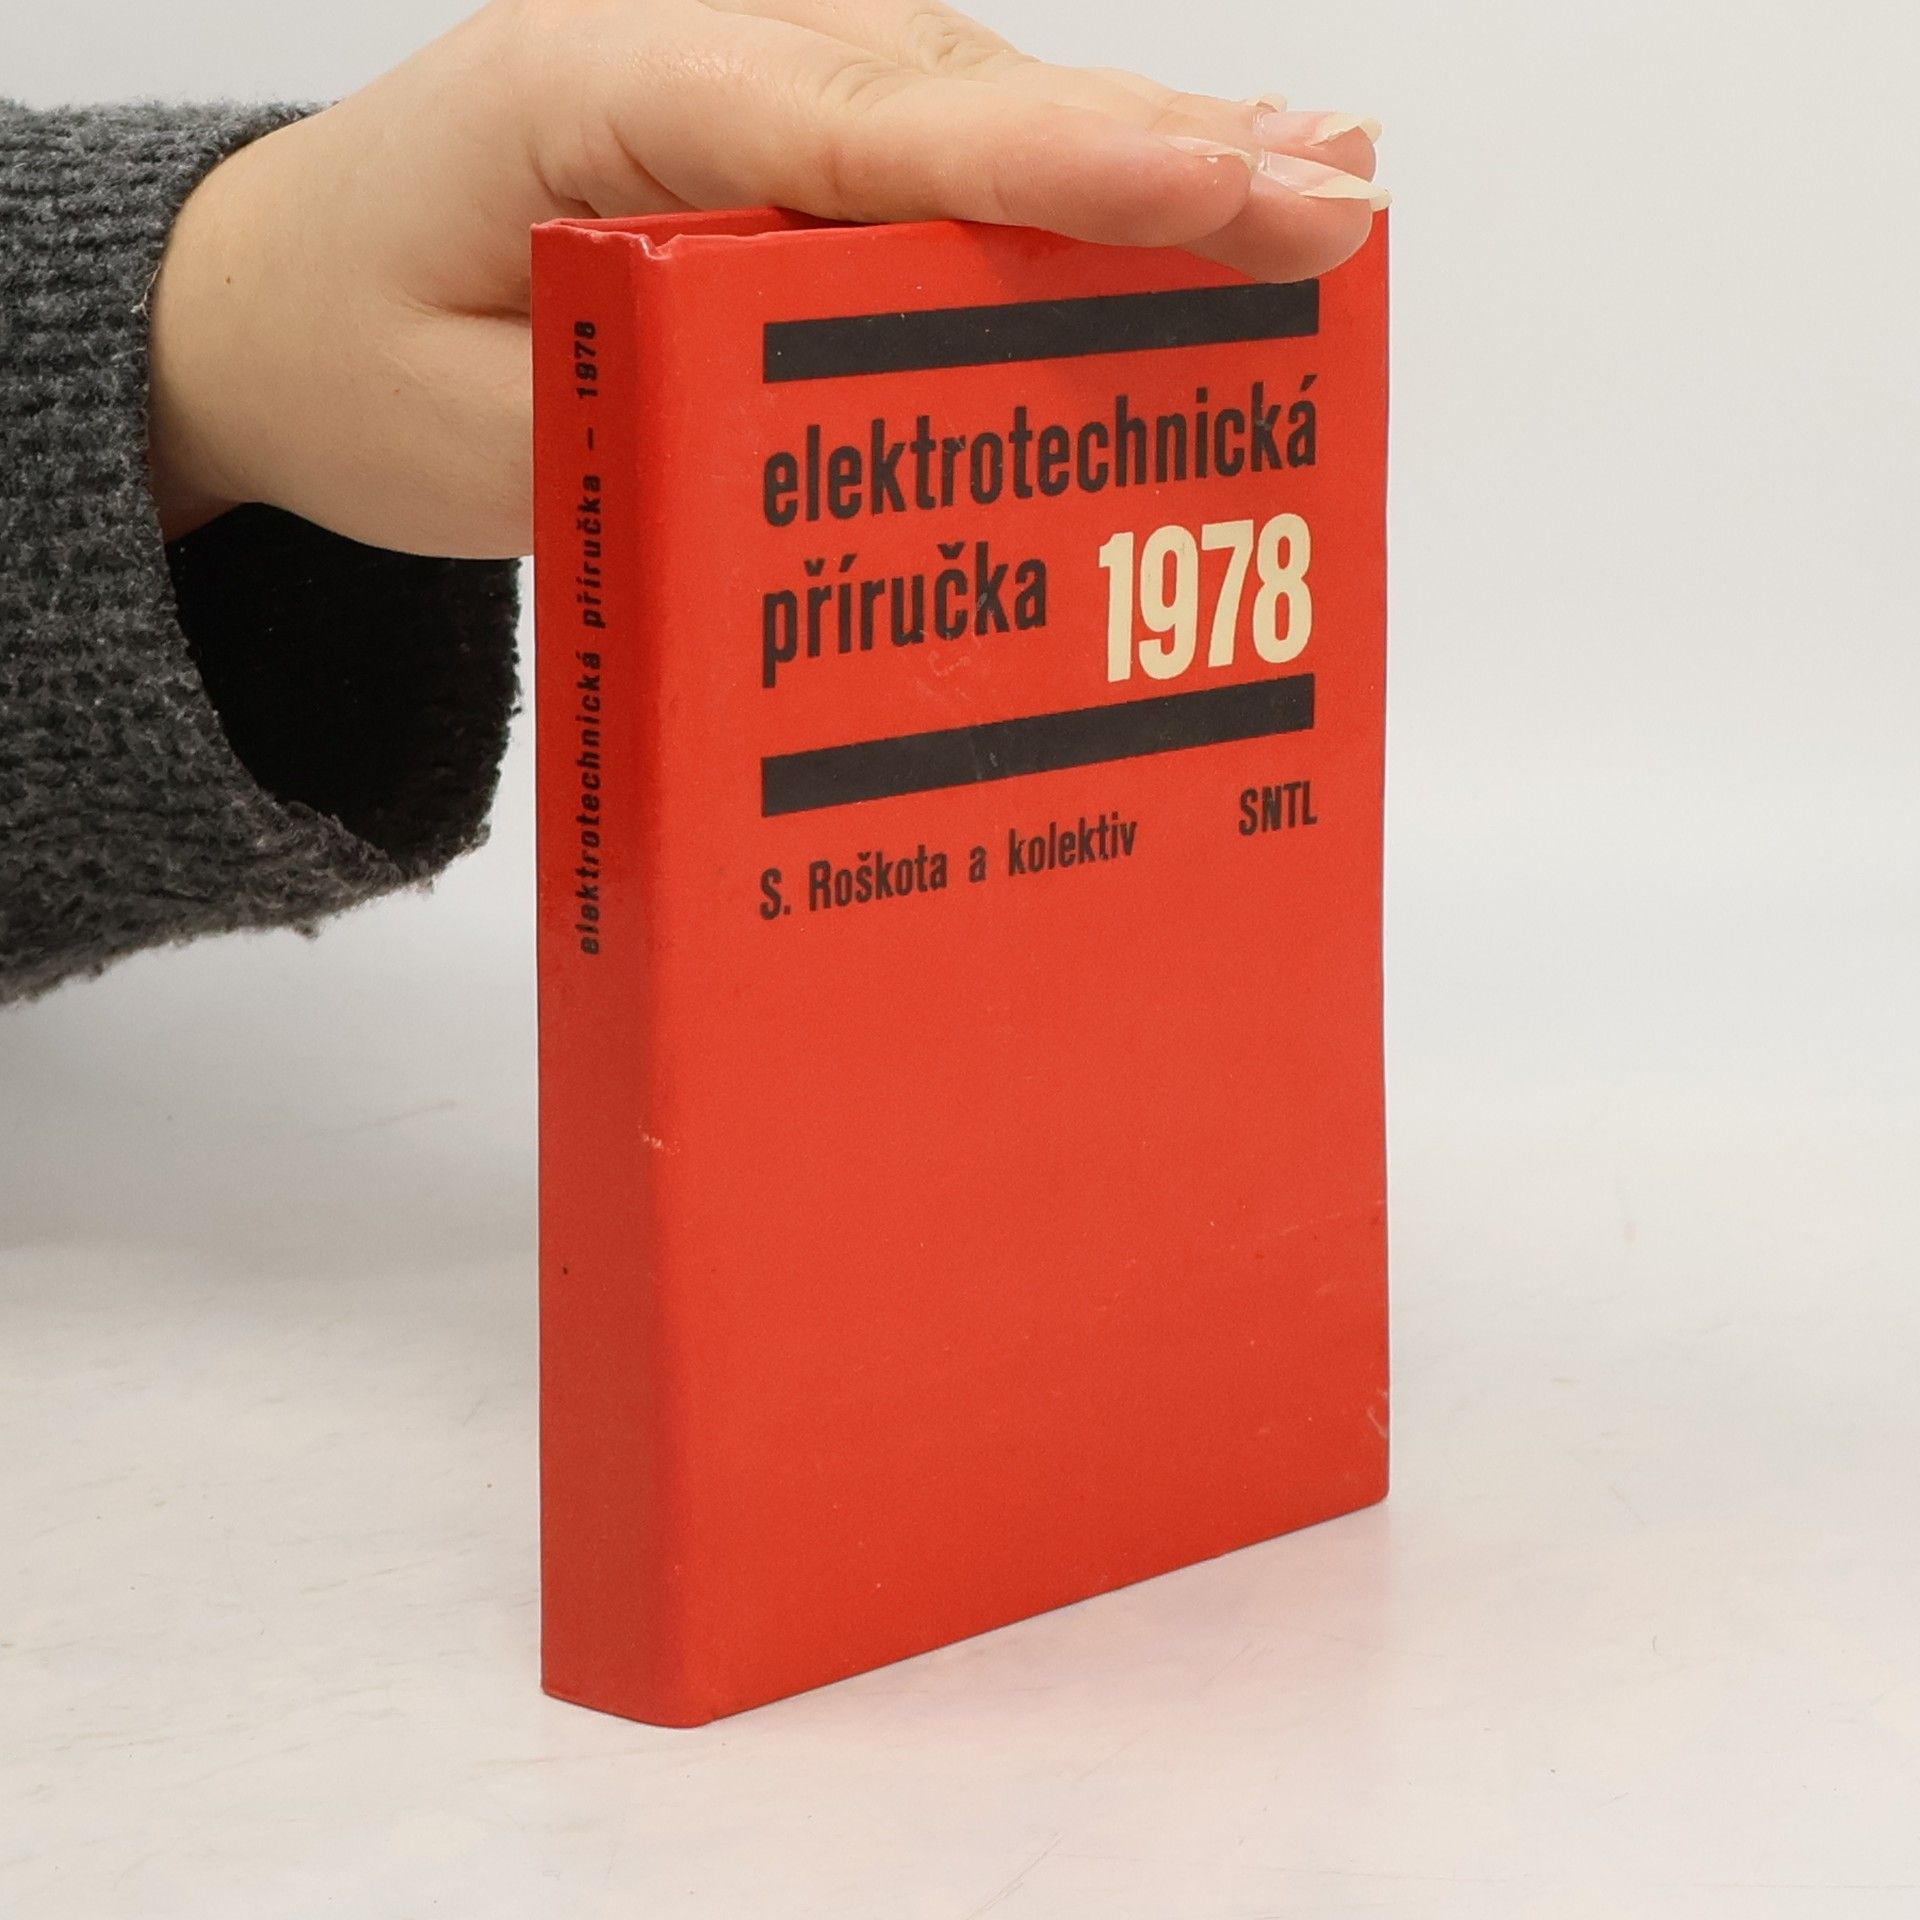 elektrotechnická příručka – 1978
elektrotechnická
příručka 1978
S. Roškota a kolektiv SNTL